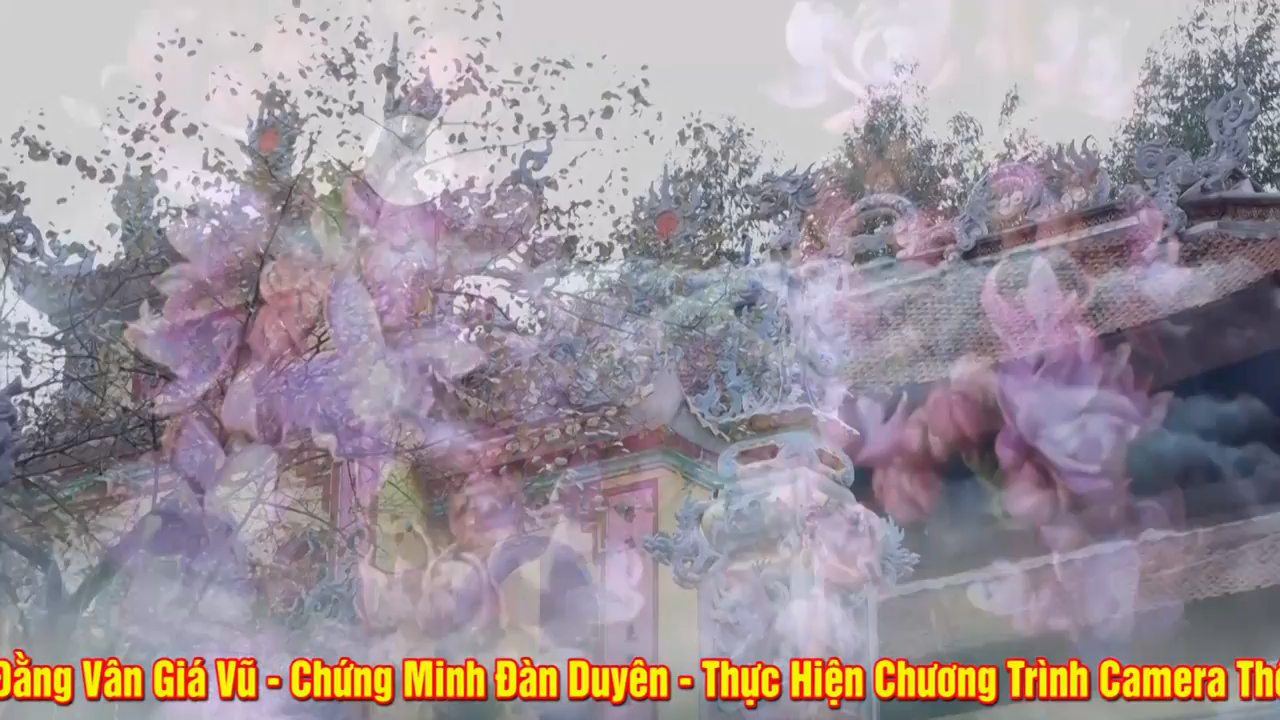 Đằng Vân Giá Vũ - Chứng Minh Đàn Duyên - Thực Hiện Chương Trình Camera